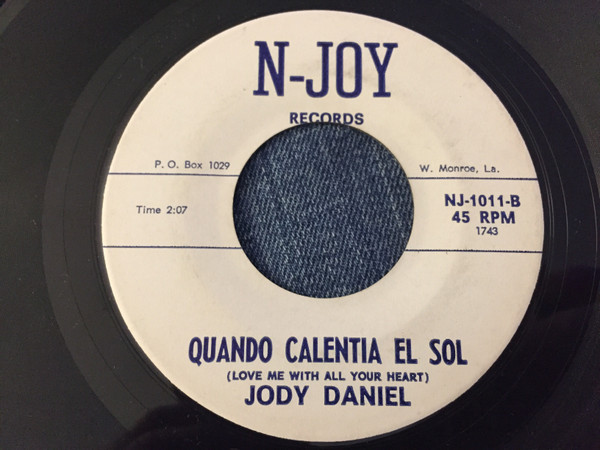 N-JOY
RECORDS
P. O. Box 1029
W. Monroe, La.
Time 2:07
NJ-1011-B
45 RPM
1743
QUANDO CALENTIA EL SOL
(LOVE ME WITH ALL YOUR HEART)
JODY DANIEL